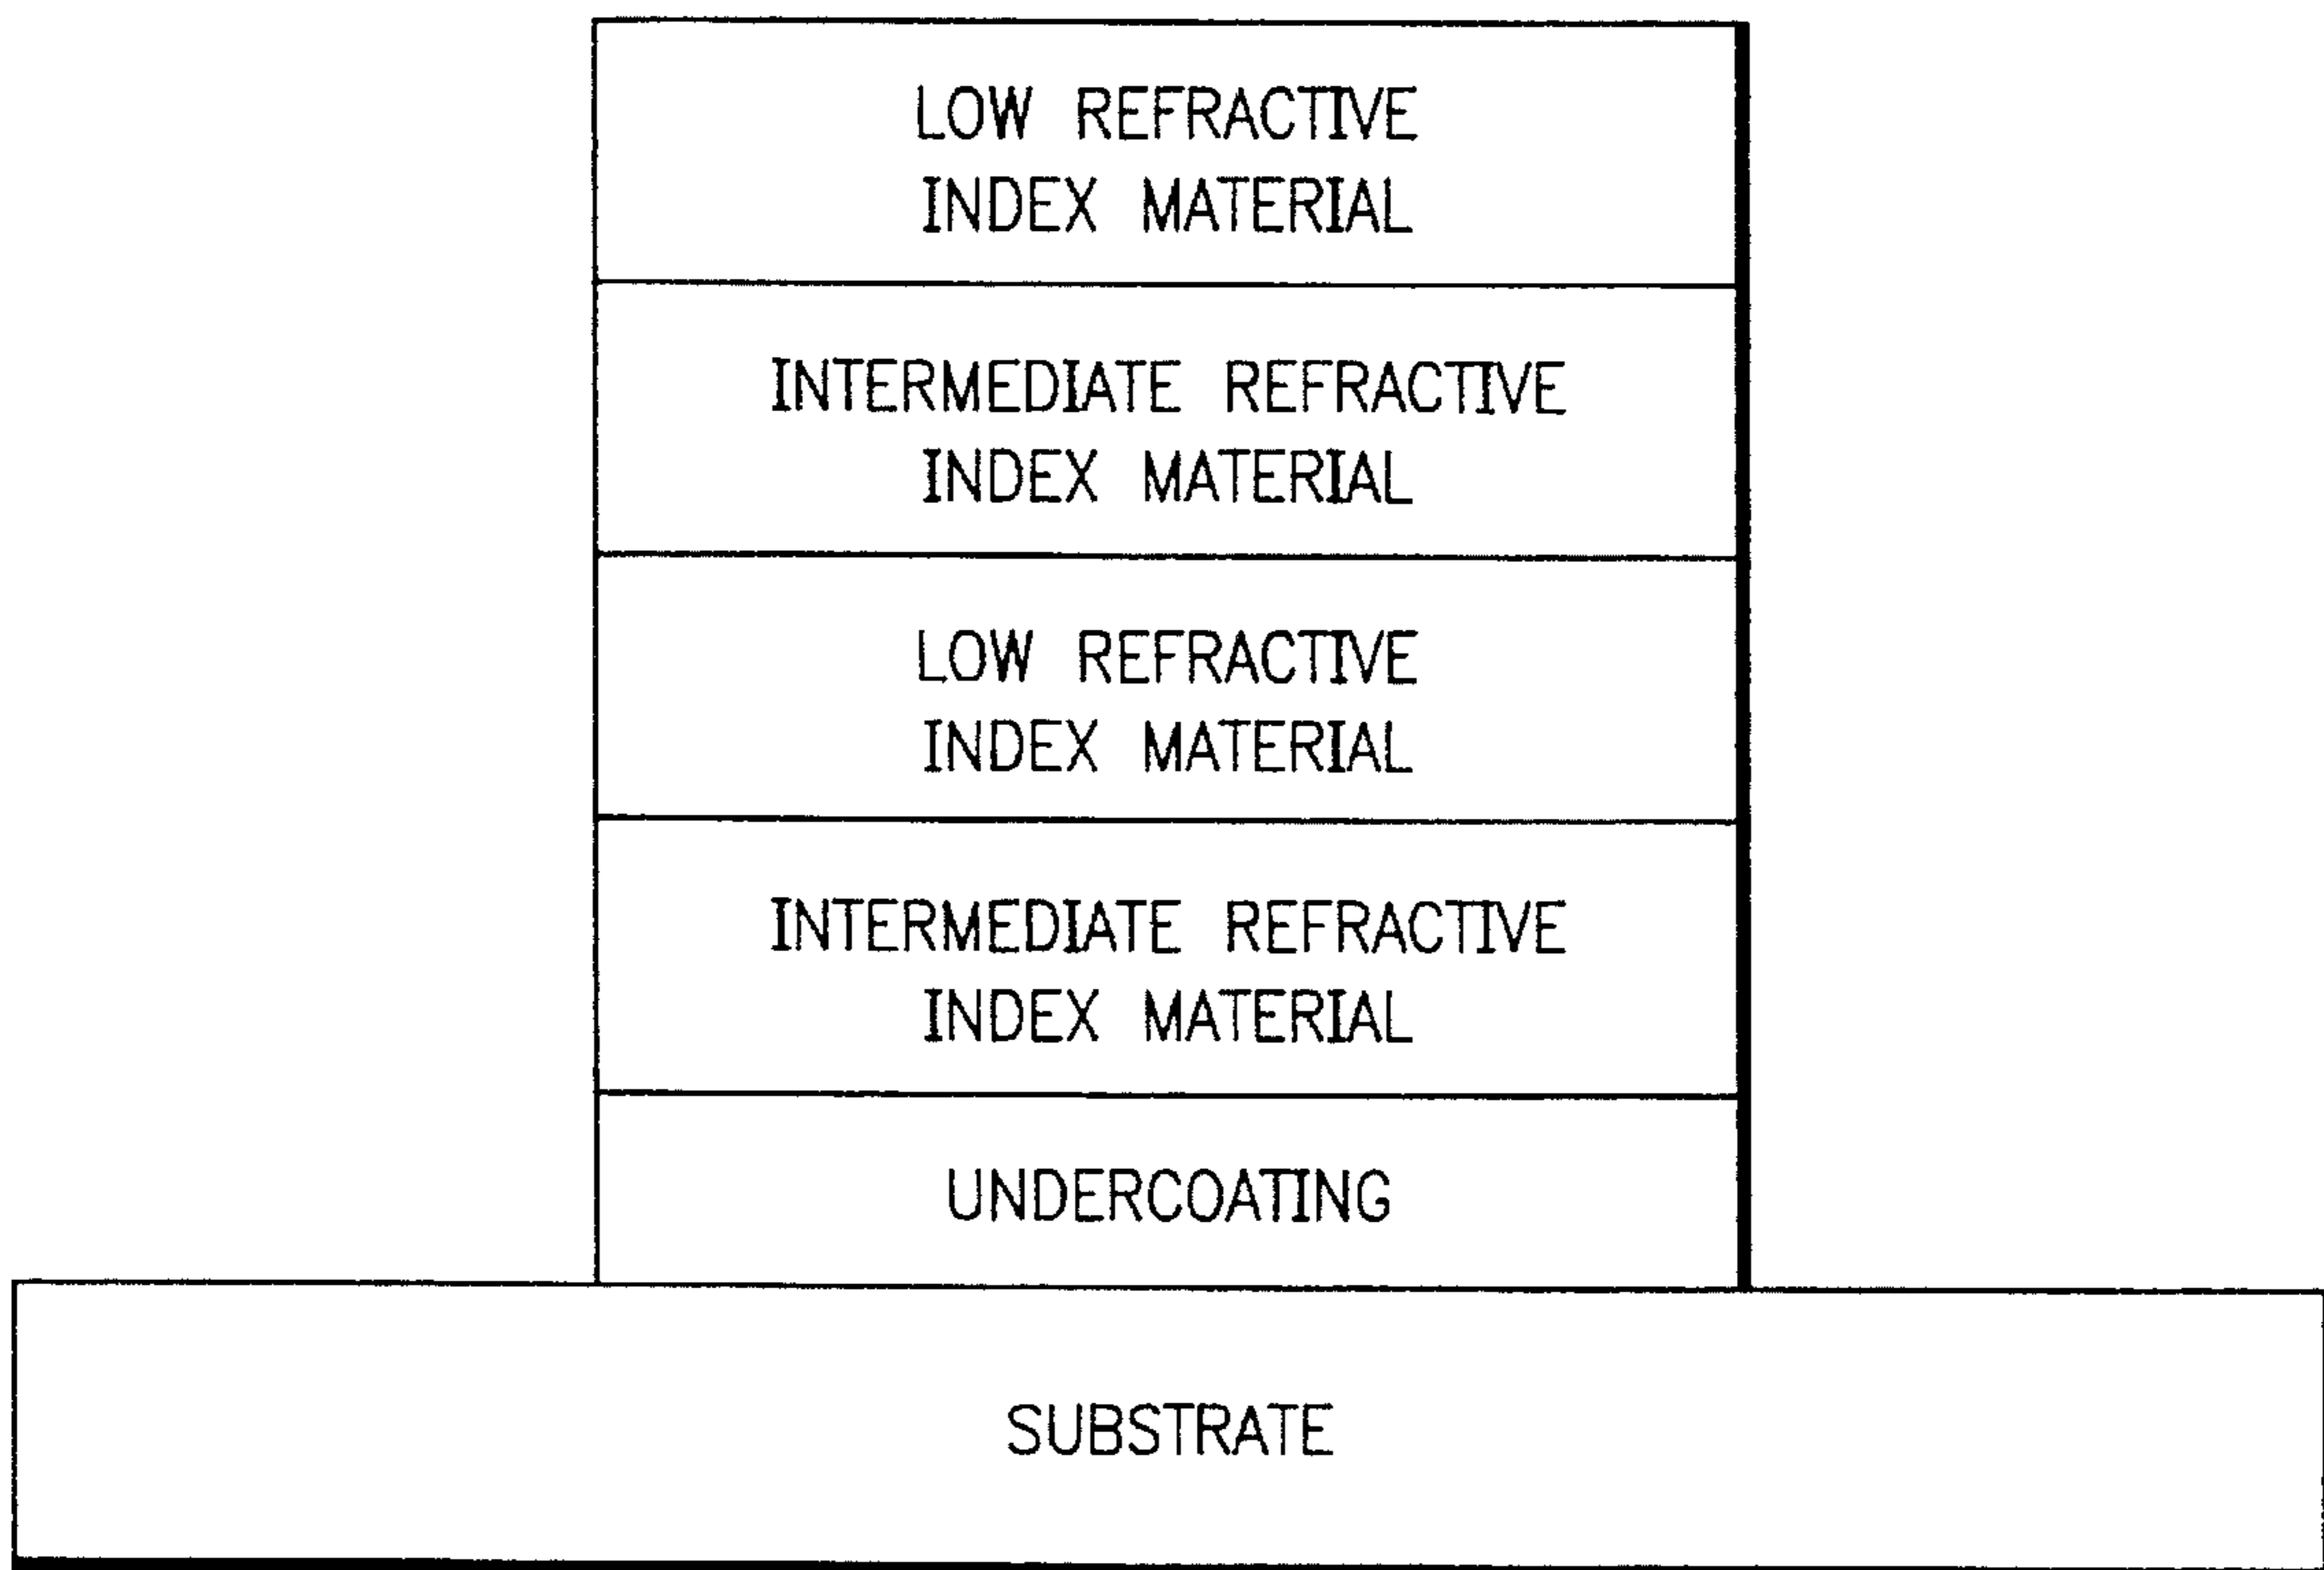 LOW REFRACTIVE
INDEX MATERIAL
INTERMEDIATE REFRACTIVE
INDEX MATERIAL
LOW REFRACTIVE
INDEX MATERIAL
INTERMEDIATE REFRACTIVE
INDEX MATERIAL
UNDERCOATING
SUBSTRATE